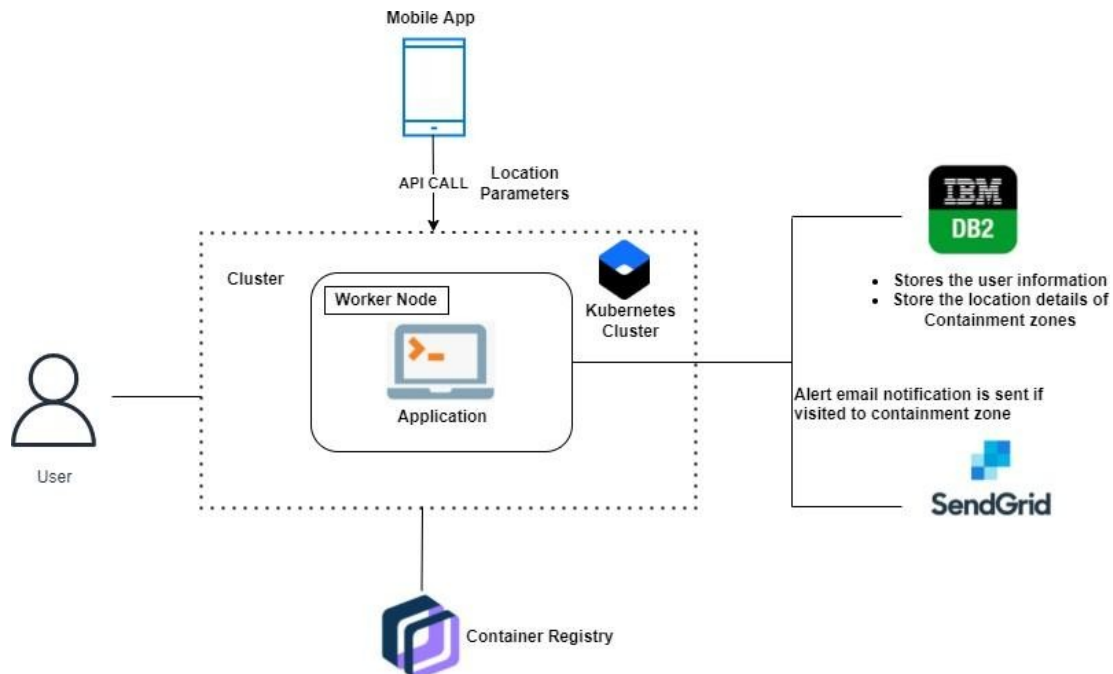 Mobile App
API CALL
Location
Parameters
Cluster
Worker Node
Application
Kubernetes
Cluster
User
Container Registry
IBM
DB2
• Stores the user information
• Store the location details of
Containment zones
Alert email notification is sent if
visited to containment zone
SendGrid